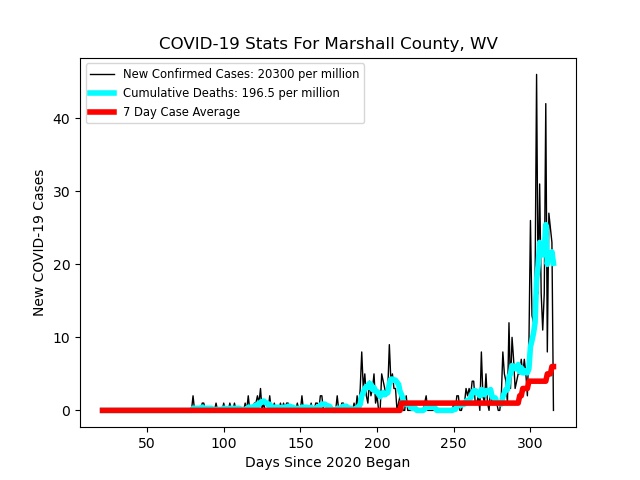 COVID-19 Stats For Marshall County, WV
New Confirmed Cases: 20300 per million
Cumulative Deaths: 196.5 per million
7 Day Case Average
New COVID-19 Cases
40
30
20
10
0
50 100 150 200 250 300
Days Since 2020 Began